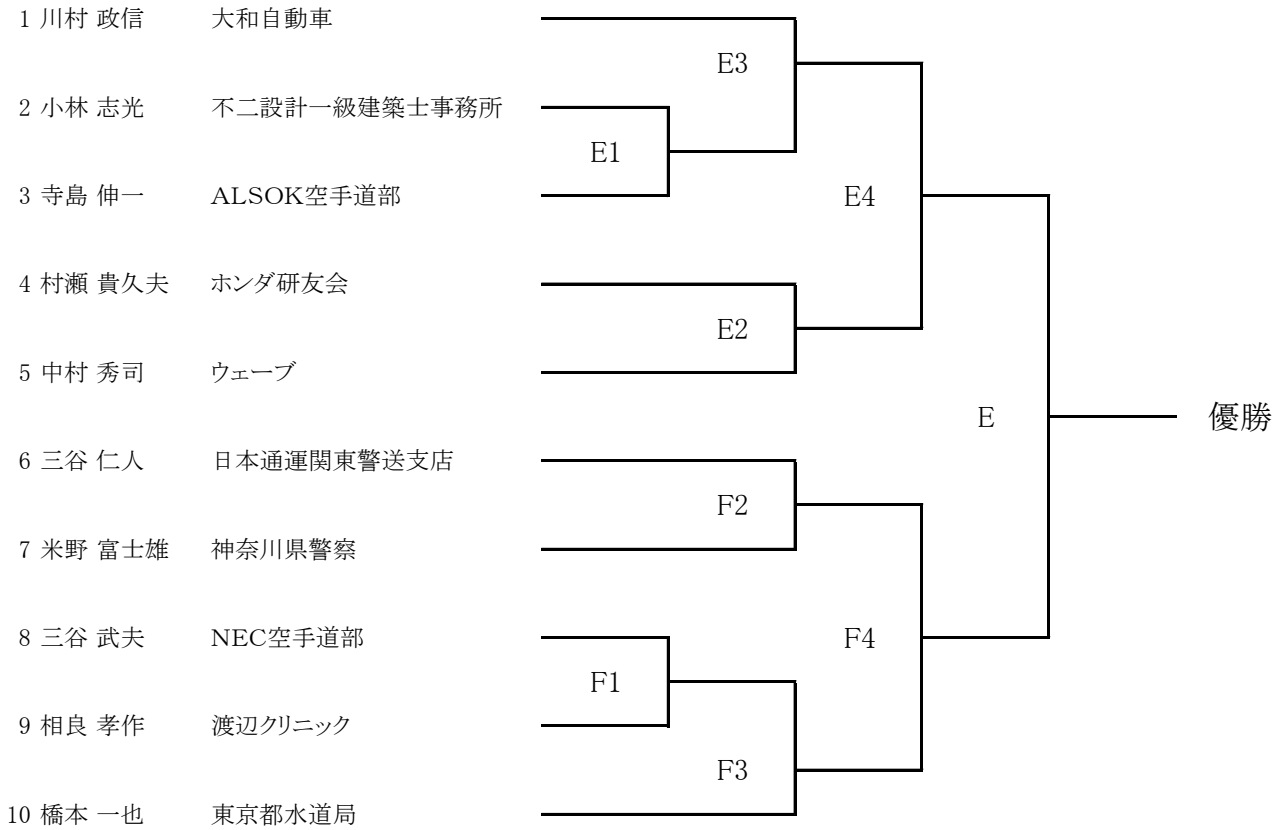 1 川村 政信 大和自動車
E3
2 小林 志光 不二設計一級建築士事務所
E1
3 寺島 伸一 ALSOK空手道部
E4
4 村瀬 貴久夫 ホンダ研友会
E2
5 中村 秀司 ウェーブ
E
優勝
6 三谷 仁人 日本通運関東警送支店
F2
7 米野 富士雄 神奈川県警察
8 三谷 武夫 NEC空手道部
F4
F1
9 相良 孝作 渡辺クリニック
F3
10 橋本 一也 東京都水道局